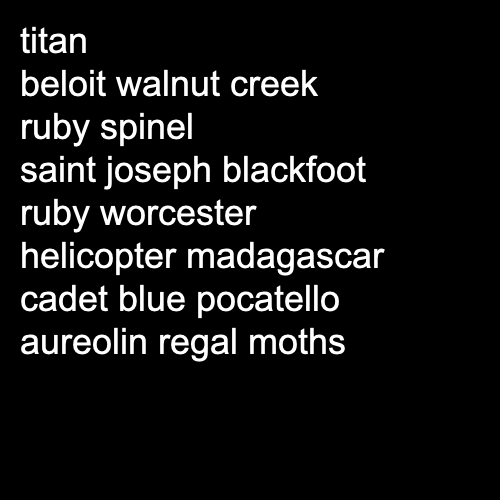 titan
beloit walnut creek
ruby spinel
saint joseph blackfoot
ruby worcester
helicopter madagascar
cadet blue pocatello
aureolin regal moths